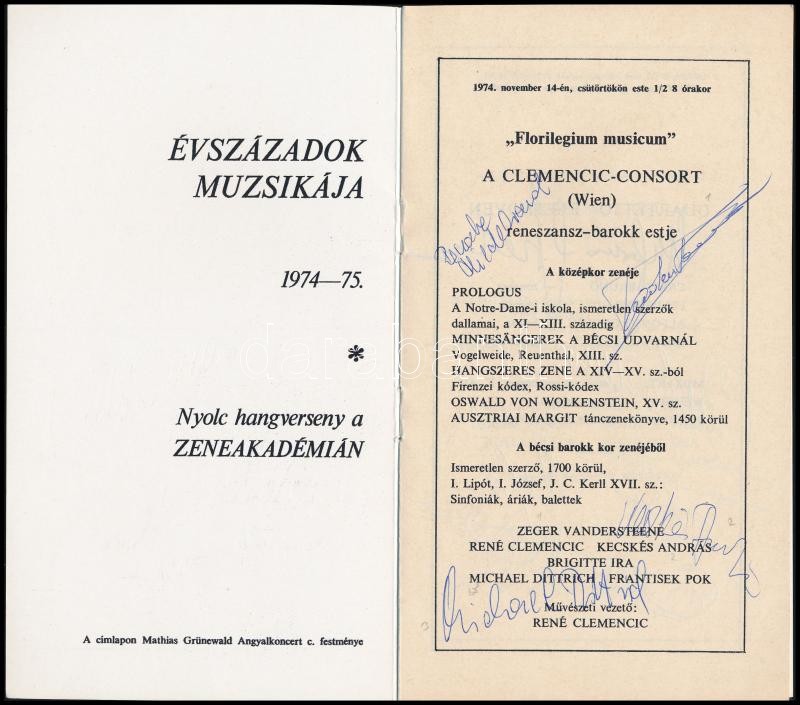 ÉVSZÁZADOK
MUZSIKÁJA
1974—75.
*
Nyolc hangverseny a
ZENEAKADÉMIÁN
A címlapon Mathias Grünewald Angyalkoncert c. festménye
1974. november 14-én, csütörtökön este 1/2 8 órakor
„Florilegium musicum”
A CLEMENCIC-CONSORT
(Wien)
reneszansz–barokk estje
A középkor zenéje
PROLOGUS
A Notre-Dame-i iskola, ismeretlen szerzők
dallamai, a XI–XIII. századig
MINNESÄNGEREK A BÉCSI UDVARNÁL
Vogelweide, Reuenthal, XIII. sz.
HANGSZERES ZENE A XIV—XV. sz.-ból
Firenzei kódex, Rossi-kódex
OSWALD VON WOLKENSTEIN, XV. sz.
AUSZTRIAI MARGIT tánczenekönyve, 1450 körül
A bécsi barokk kor zenéjéből
Ismeretlen szerző, 1700 körül,
I. Lipót, I. József, J. C. Kerll XVII. sz.:
Sinfoniák, áriák, balettek
ZEGER VANDERSTEENE
RENÉ CLEMENCIC KECSKÉS ANDRÁS
BRIGITTE IRA
MICHAEL DITTRICH FRANTISEK POK
Michael Dittrich
Művészeti vezető:
RENÉ CLEMENCIC